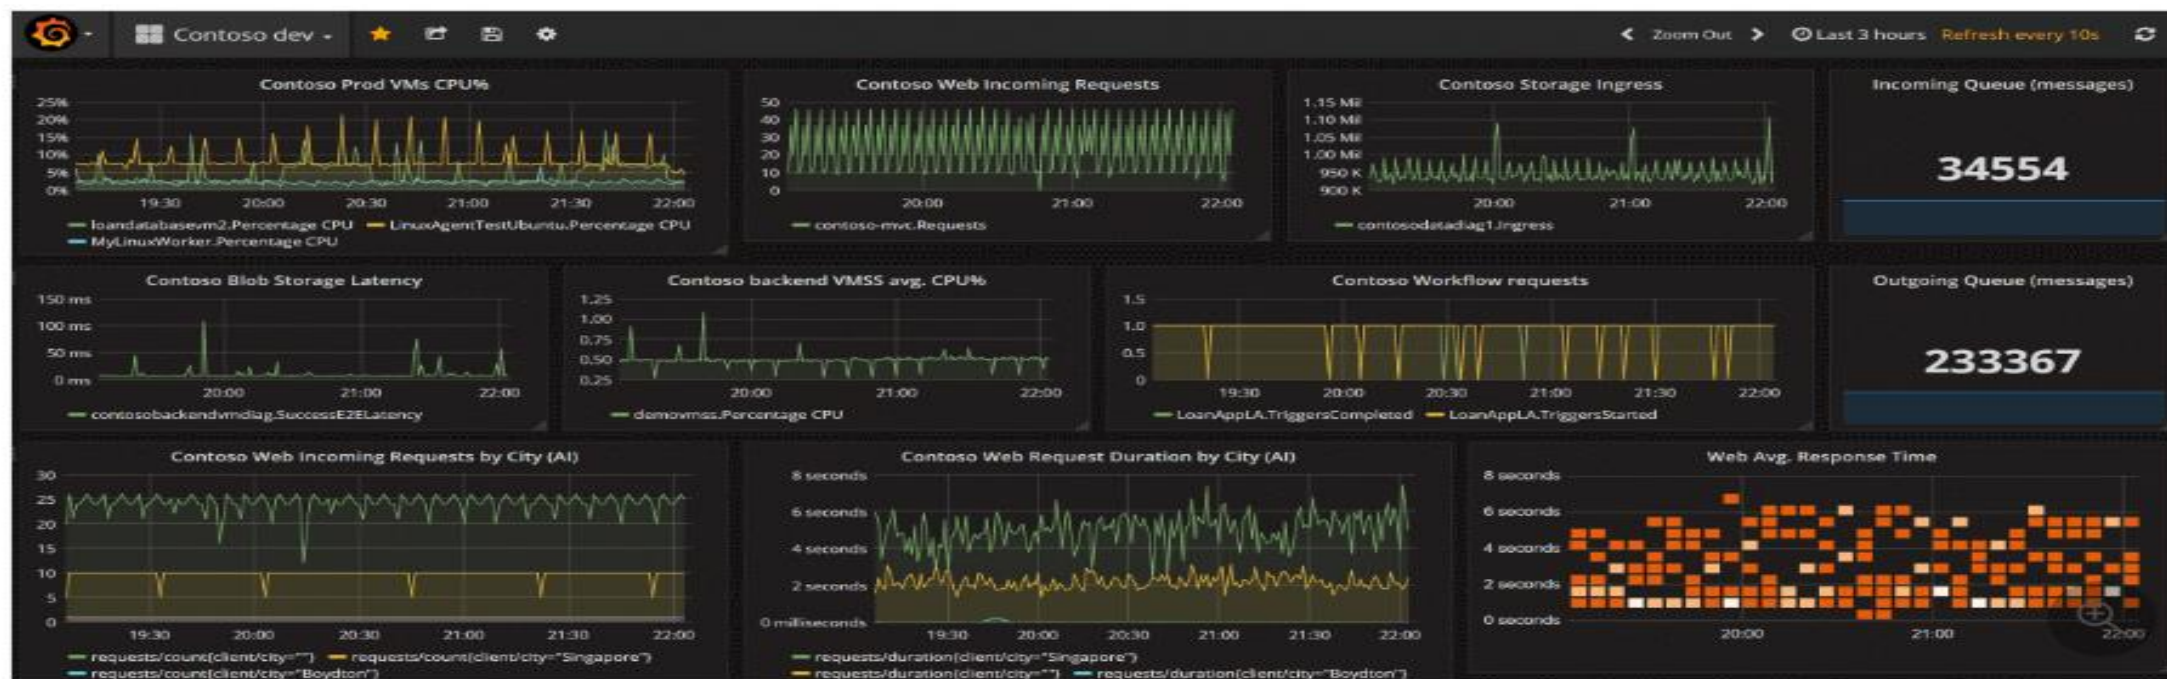 Contoso dev
Zoom Out
Last 3 hours Refresh every 10s
Contoso Prod VMs CPU%
25%
20%
15%
10%
5%
0%
19:30 20:00 20:30 21:00 21:30 22:00
loandatabasevm2.Percentage CPU LinuxAgentTestUbuntu.Percentage CPU
MyLinuxWorker.Percentage CPU
Contoso Web Incoming Requests
50
40
30
20
10
0
20:00 21:00 22:00
contoso-mvc.Requests
Contoso Storage Ingress
1.15 Mil
1.10 Mil
1.05 Mil
1.00 Mil
950 K
900 K
20:00 21:00 22:00
contosodatadiag1.Ingress
Incoming Queue (messages)
34554
Contoso Blob Storage Latency
150 ms
100 ms
50 ms
0 ms
20:00 21:00 22:00
contosobackendvmdiag.SuccessE2ELatency
Contoso backend VMSS avg. CPU%
1.25
1.00
0.75
0.50
0.25
20:00 21:00 22:00
demovmss.Percentage CPU
Contoso Workflow requests
1.5
1.0
0.5
0
19:30 20:00 20:30 21:00 21:30 22:00
LoanAppLA.TriggersCompleted LoanAppLA.TriggersStarted
Outgoing Queue (messages)
233367
Contoso Web Incoming Requests by City (AI)
30
25
20
15
10
5
0
19:30 20:00 20:30 21:00 21:30 22:00
requests/count{client/city=""} requests/count{client/city="Singapore"}
requests/count{client/city="Boydton"}
Contoso Web Request Duration by City (AI)
8 seconds
6 seconds
4 seconds
2 seconds
0 milliseconds
19:30 20:00 20:30 21:00 21:30 22:00
requests/duration{client/city="Singapore"}
requests/duration{client/city=""} requests/duration{client/city="Boydton"}
Web Avg. Response Time
8 seconds
6 seconds
4 seconds
2 seconds
0 seconds
20:00 21:00 22:00